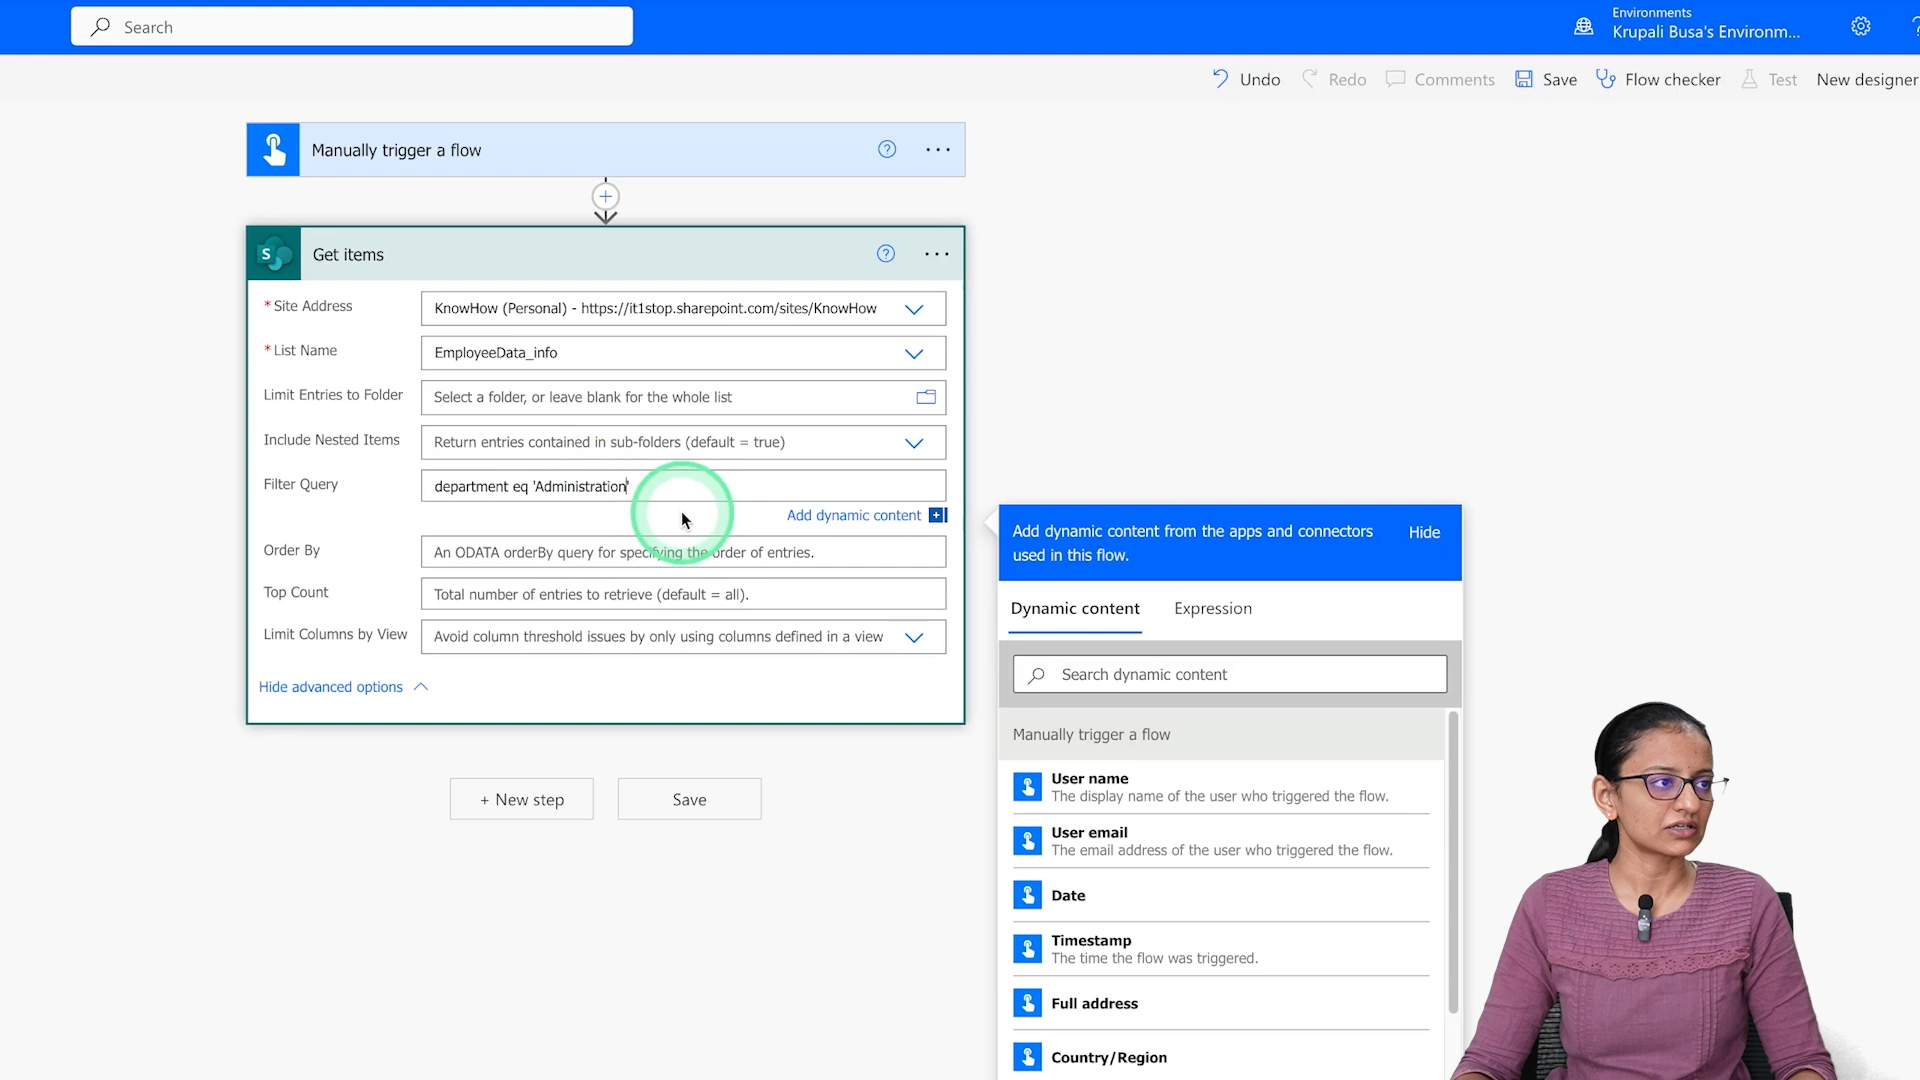 Search
Environments
Krupali Busa's Environm...
Undo
Redo
Comments
Save
Flow checker
Test
New designer
Manually trigger a flow
Get items
*Site Address
KnowHow (Personal) - https://it1stop.sharepoint.com/sites/KnowHow
*List Name
EmployeeData_info
Limit Entries to Folder
Select a folder, or leave blank for the whole list
Include Nested Items
Return entries contained in sub-folders (default = true)
Filter Query
department eq 'Administration'
Add dynamic content
Order By
An ODATA orderBy query for specifying the order of entries.
Top Count
Total number of entries to retrieve (default = all).
Limit Columns by View
Avoid column threshold issues by only using columns defined in a view
Hide advanced options
+ New step
Save
Add dynamic content from the apps and connectors
used in this flow.
Hide
Dynamic content
Expression
Search dynamic content
Manually trigger a flow
User name
The display name of the user who triggered the flow.
User email
The email address of the user who triggered the flow.
Date
Timestamp
The time the flow was triggered.
Full address
Country/Region